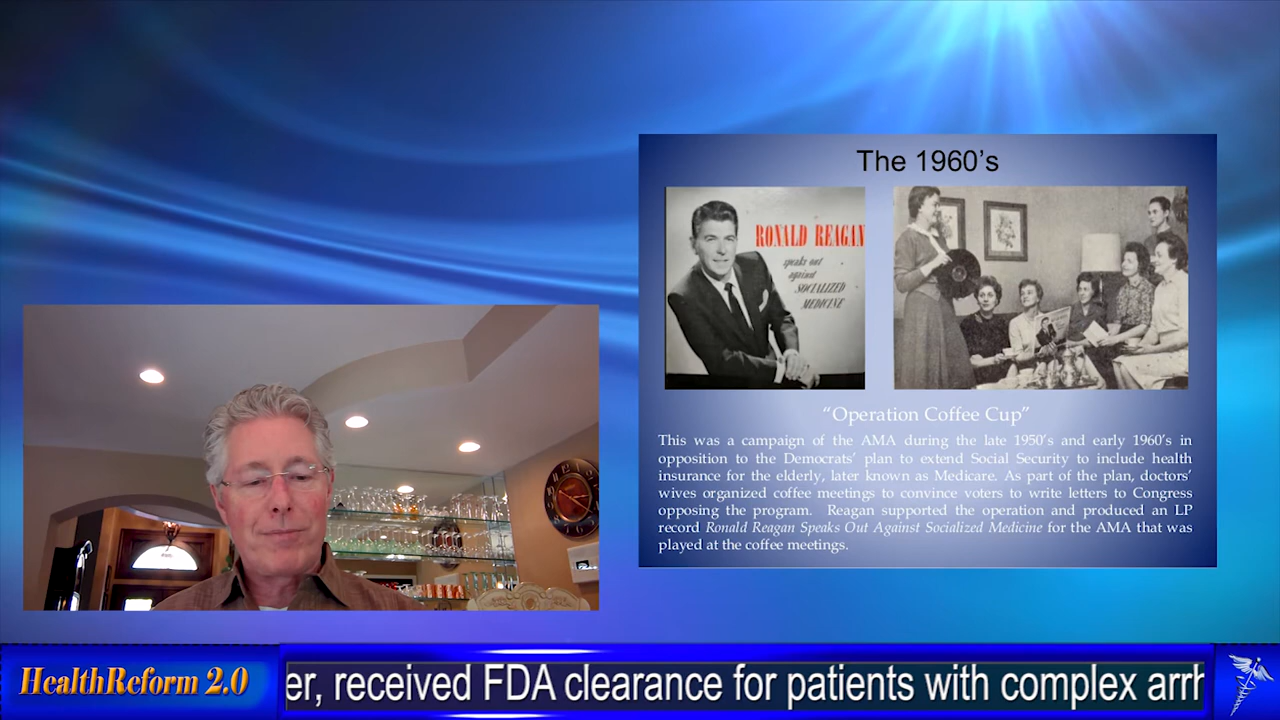 The 1960's
RONALD REAGAN
speaks out
against
SOCIALIZED
MEDICINE
“Operation Coffee Cup”
This was a campaign of the AMA during the late 1950's and early 1960's in
opposition to the Democrats' plan to extend Social Security to include health
insurance for the elderly, later known as Medicare. As part of the plan, doctors'
wives organized coffee meetings to convince voters to write letters to Congress
opposing the program. Reagan supported the operation and produced an LP
record Ronald Reagan Speaks Out Against Socialized Medicine for the AMA that was
played at the coffee meetings.
HealthReform 2.0
er, received FDA clearance for patients with complex arrh